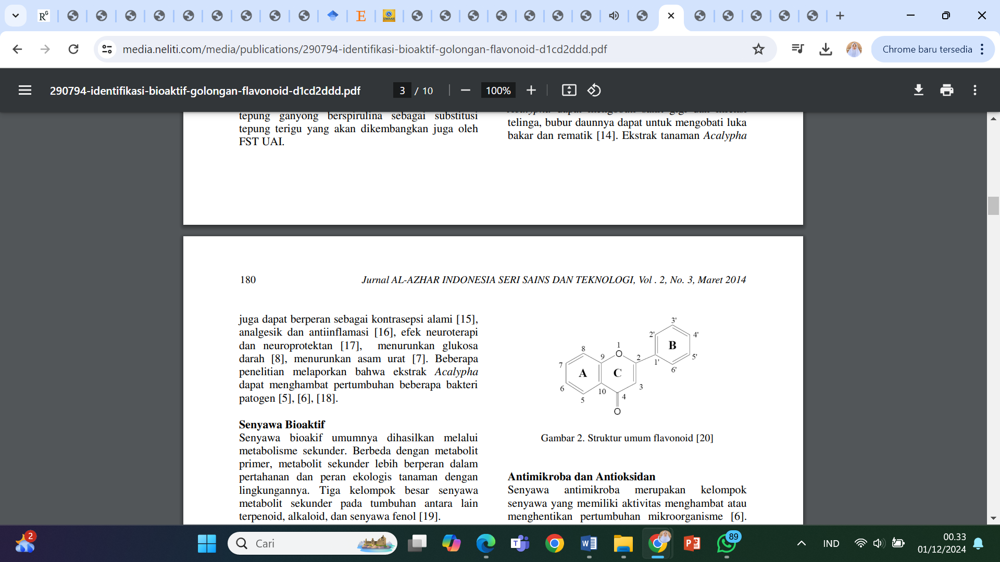 R^G
media.neliti.com/media/publications/290794-identifikasi-bioaktif-golongan-flavonoid-d1cd2ddd.pdf
Chrome baru tersedia
290794-identifikasi-bioaktif-golongan-flavonoid-d1cd2ddd.pdf
3 / 10
100%
tepung ganyong berspirulina sebagai substitusi
tepung terigu yang akan dikembangkan juga oleh
FST UAI.
telinga, bubur daunnya dapat untuk mengobati luka
bakar dan rematik [14]. Ekstrak tanaman Acalypha
180
Jurnal AL-AZHAR INDONESIA SERI SAINS DAN TEKNOLOGI, Vol . 2, No. 3, Maret 2014
juga dapat berperan sebagai kontrasepsi alami [15],
analgesik dan antiinflamasi [16], efek neuroterapi
dan neuroprotektan [17], menurunkan glukosa
darah [8], menurunkan asam urat [7]. Beberapa
penelitian melaporkan bahwa ekstrak Acalypha
dapat menghambat pertumbuhan beberapa bakteri
patogen [5], [6], [18].
Senyawa Bioaktif
Senyawa bioakif umumnya dihasilkan melalui
metabolisme sekunder. Berbeda dengan metabolit
primer, metabolit sekunder lebih berperan dalam
pertahanan dan peran ekologis tanaman dengan
lingkungannya. Tiga kelompok besar senyawa
metabolit sekunder pada tumbuhan antara lain
terpenoid, alkaloid, dan senyawa fenol [19].
3'
2'
4'
B
1
8
O
9
2
1'
5'
7
6'
A
C
6
10
3
5
4
O
Gambar 2. Struktur umum flavonoid [20]
Antimikroba dan Antioksidan
Senyawa antimikroba merupakan kelompok
senyawa yang memiliki aktivitas menghambat atau
menghentikan pertumbuhan mikroorganisme [6].
2
Cari
89
IND
00.33
01/12/2024